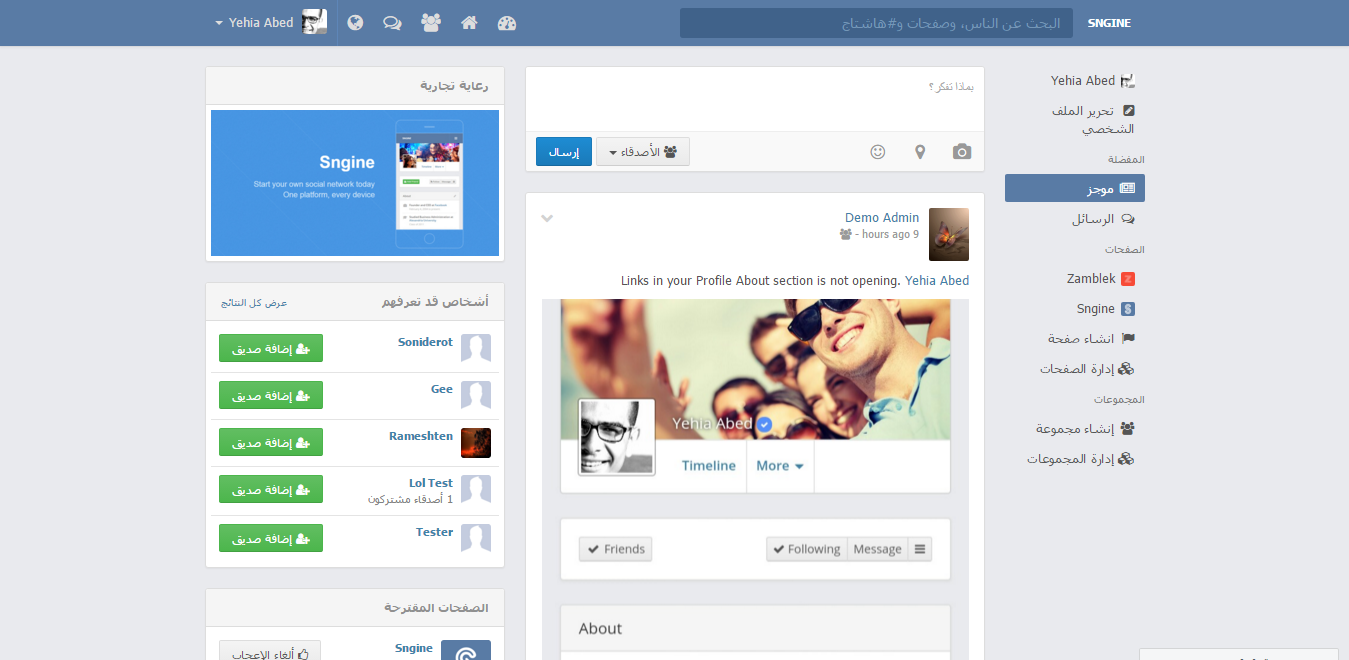 SNGINE
البحث عن الناس، وصفحات و#هاشتاج
Yehia Abed
Yehia Abed
تحرير الملف
الشخصي
المفضلة
موجز
الرسائل
الصفحات
Zamblek
Sngine
انشاء صفحة
إدارة الصفحات
المجموعات
إنشاء مجموعة
إدارة المجموعات
بماذا تفكر؟
الأصدقاء
إرسال
Demo Admin
9 hours ago -
Links in your Profile About section is not opening. Yehia Abed
Yehia Abed
Timeline
More
Friends
Following
Message
About
رعاية تجارية
Sngine
Start your own social network today
One platform, every device
أشخاص قد تعرفهم
عرض كل النتائج
Soniderot
إضافة صديق
Gee
إضافة صديق
Rameshten
إضافة صديق
Lol Test
1 أصدقاء مشتركون
إضافة صديق
Tester
إضافة صديق
الصفحات المقترحة
Sngine
ألغاء الإعجاب